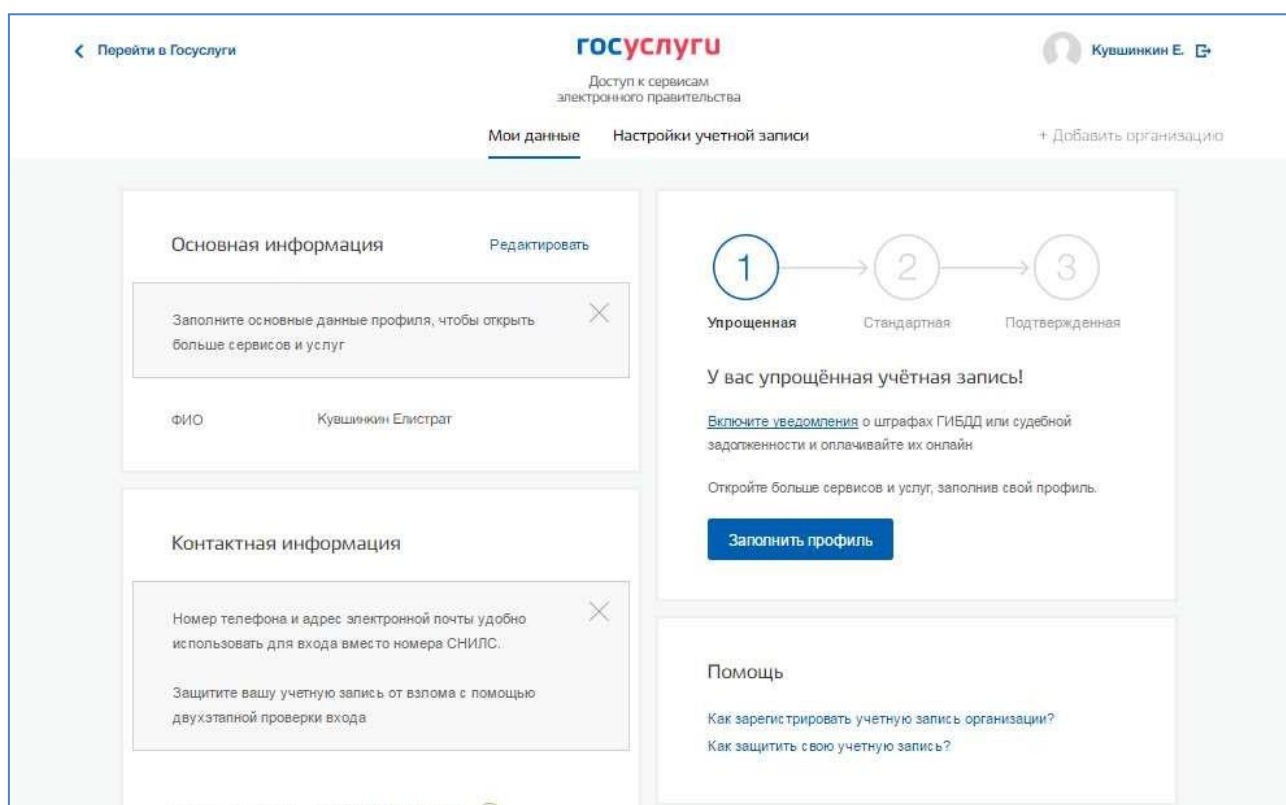 Перейти в Госуслуги
госуслуги
Кувшинкин Е.
Доступ к сервисам
электронного правительства
Мои данные
Настройки учетной записи
+ Добавить организацию
Основная информация
Редактировать
Заполните основные данные профиля, чтобы открыть
больше сервисов и услуг
ФИО
Кувшинкин Елистрат
Контактная информация
Номер телефона и адрес электронной почты удобно
использовать для входа вместо номера СНИЛС.
Защитите вашу учетную запись от взлома с помощью
двухэтапной проверки входа
1
2
3
Упрощенная
Стандартная
Подтвержденная
У вас упрощённая учётная запись!
Включите уведомления о штрафах ГИБДД или судебной
задолженности и оплачивайте их онлайн
Откройте больше сервисов и услуг, заполнив свой профиль.
Заполнить профиль
Помощь
Как зарегистрировать учетную запись организации?
Как защитить свою учетную запись?